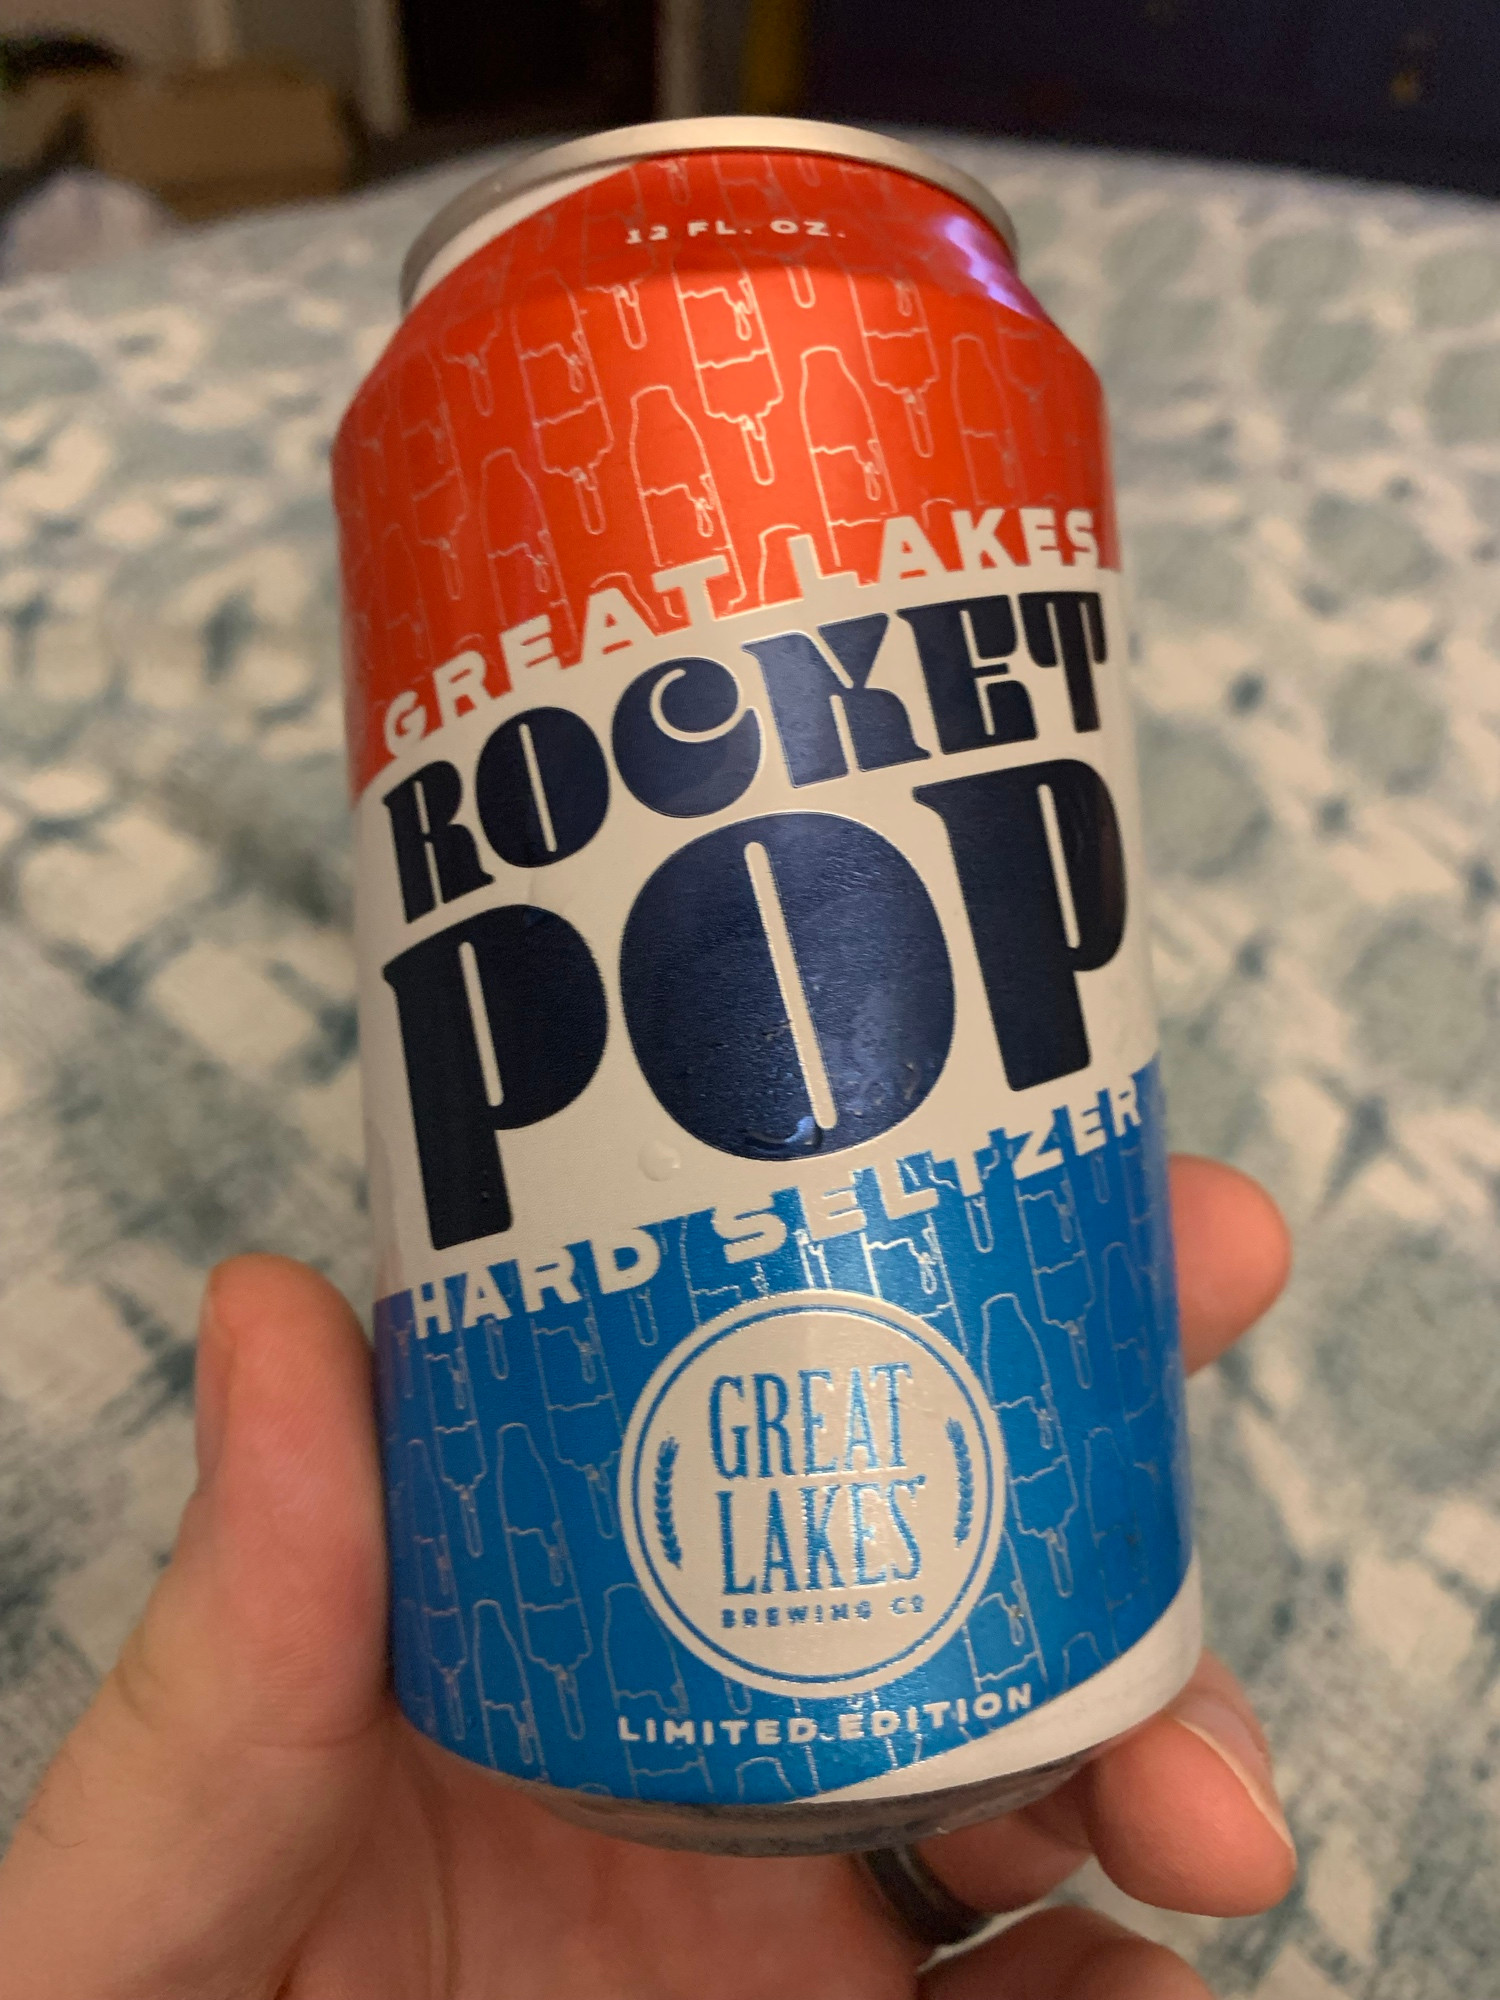 12 FL. OZ.
GREAT LAKES
ROCKET
POP
HARD SELTZER
GREAT
LAKES
BREWING CO
LIMITED EDITION